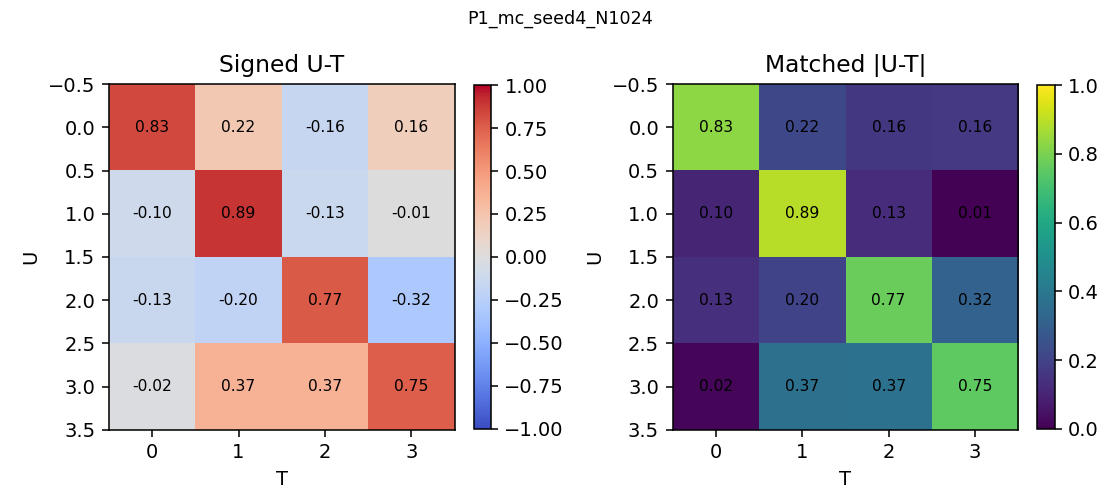 P1_mc_seed4_N1024
Signed U-T
−0.5
0.0
0.5
1.0
1.5
2.0
2.5
3.0
3.5
U
0.83 0.22 -0.16 0.16
-0.10 0.89 -0.13 -0.01
-0.13 -0.20 0.77 -0.32
-0.02 0.37 0.37 0.75
0 1 2 3
T
1.00
0.75
0.50
0.25
0.00
−0.25
−0.50
−0.75
−1.00
Matched |U-T|
−0.5
0.0
0.5
1.0
1.5
2.0
2.5
3.0
3.5
U
0.83 0.22 0.16 0.16
0.10 0.89 0.13 0.01
0.13 0.20 0.77 0.32
0.02 0.37 0.37 0.75
0 1 2 3
T
1.0
0.8
0.6
0.4
0.2
0.0